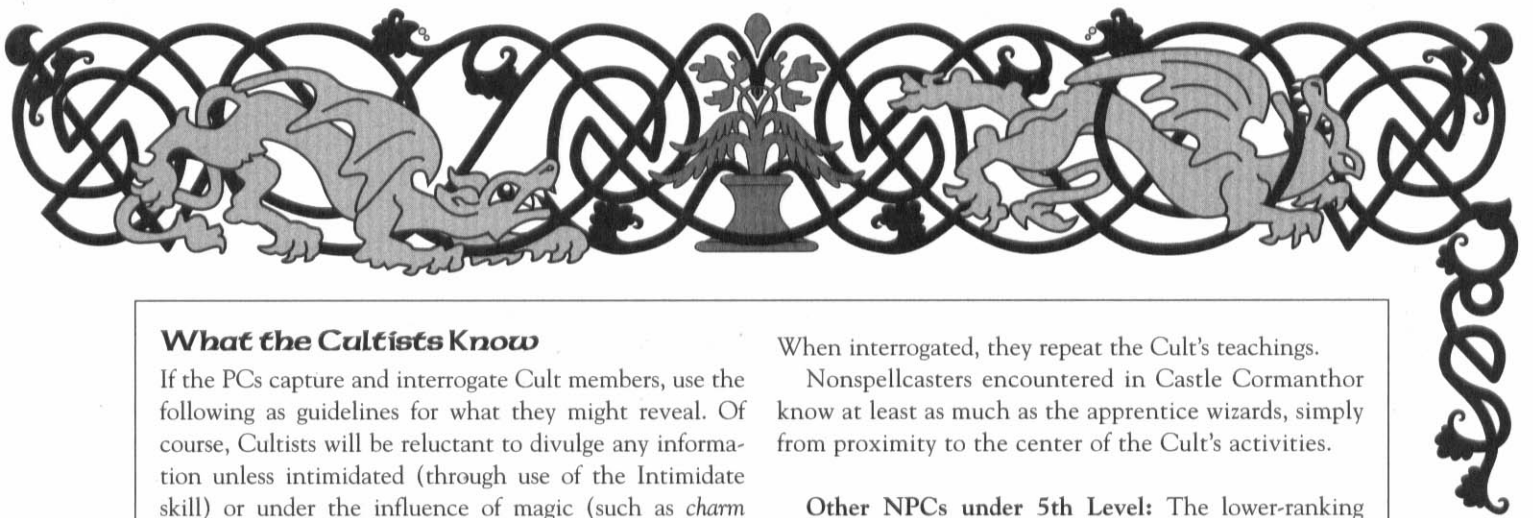 What the Cultists Know
If the PCs capture and interrogate Cult members, use the
following as guidelines for what they might reveal. Of
course, Cultists will be reluctant to divulge any informa-
tion unless intimidated (through use of the Intimidate
skill) or under the influence of magic (such as charm
When interrogated, they repeat the Cult's teachings.
Nonspellcasters encountered in Castle Cormanthor
know at least as much as the apprentice wizards, simply
from proximity to the center of the Cult's activities.
Other NPCs under 5th Level: The lower-ranking